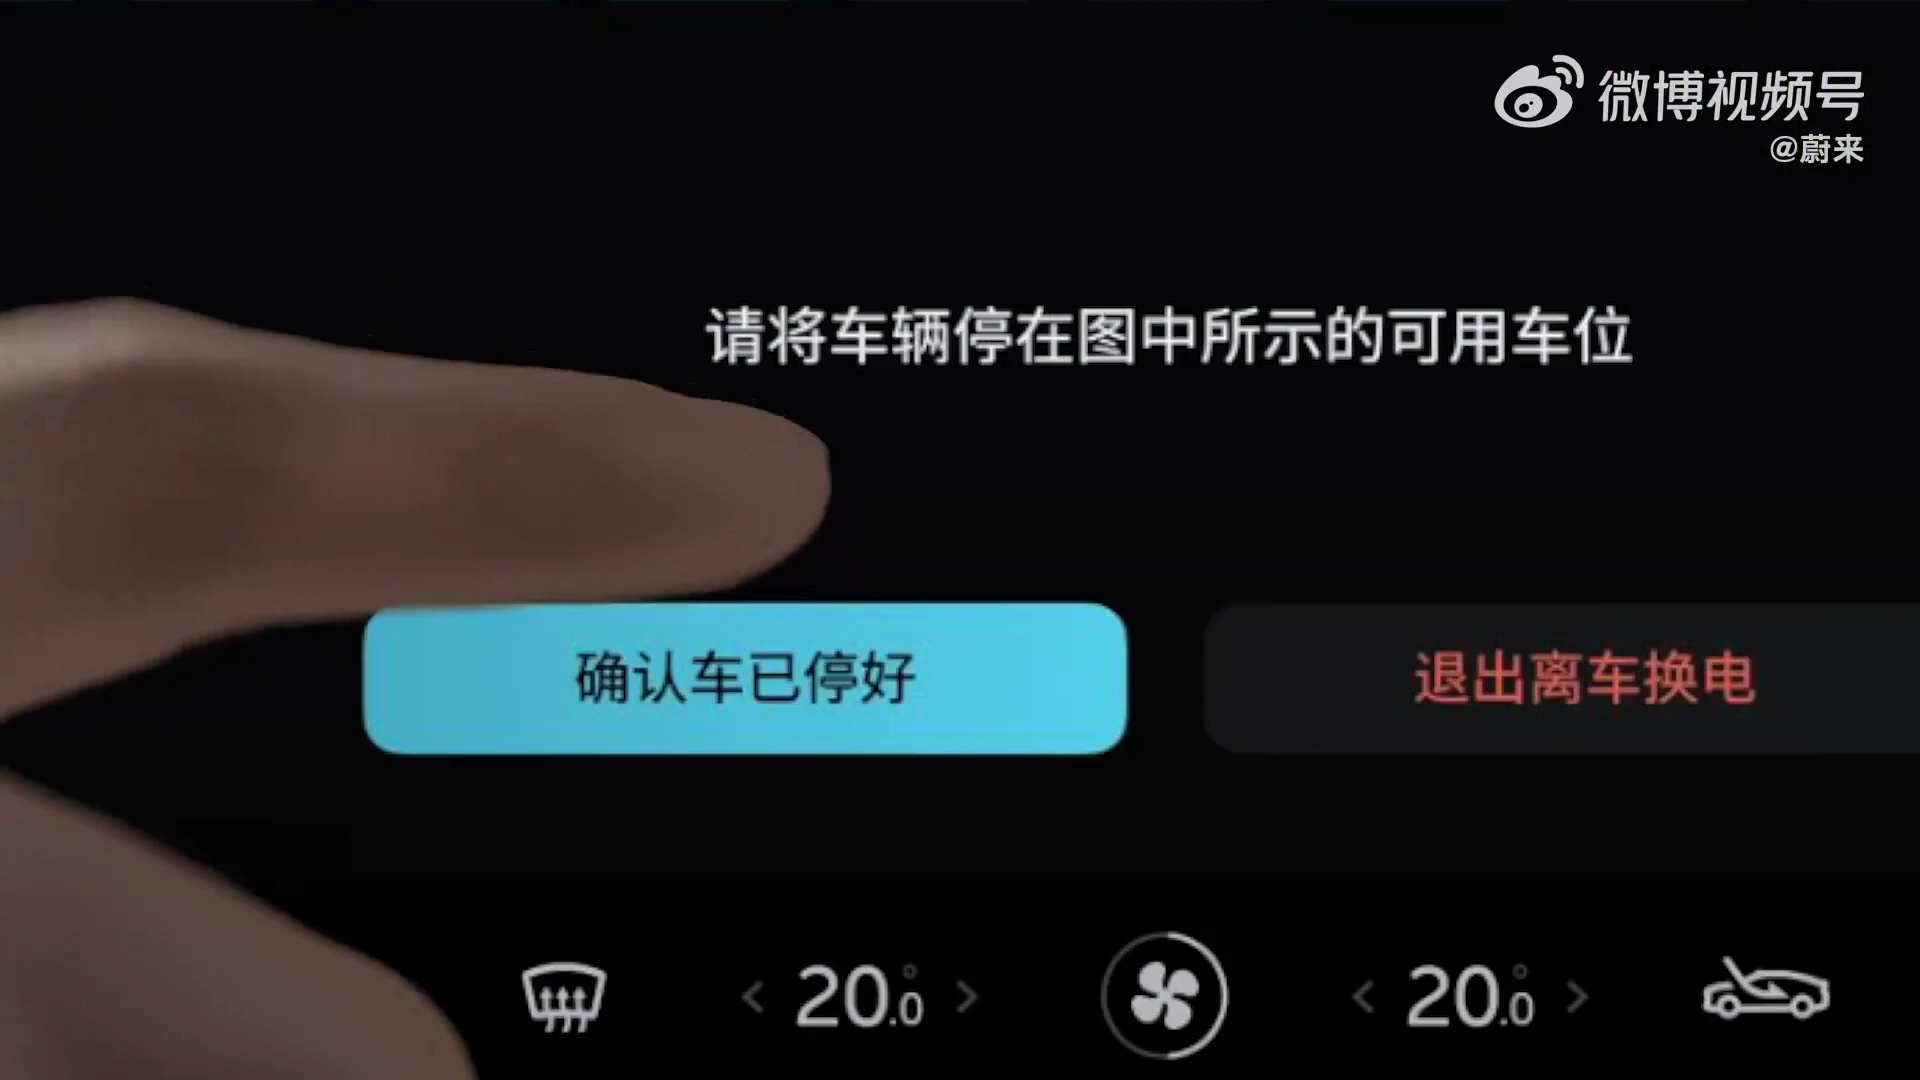 微博视频号
@蔚来
请将车辆停在图中所示的可用车位
确认车已停好
退出离车换电
< 20.0° >
< 20.0° >